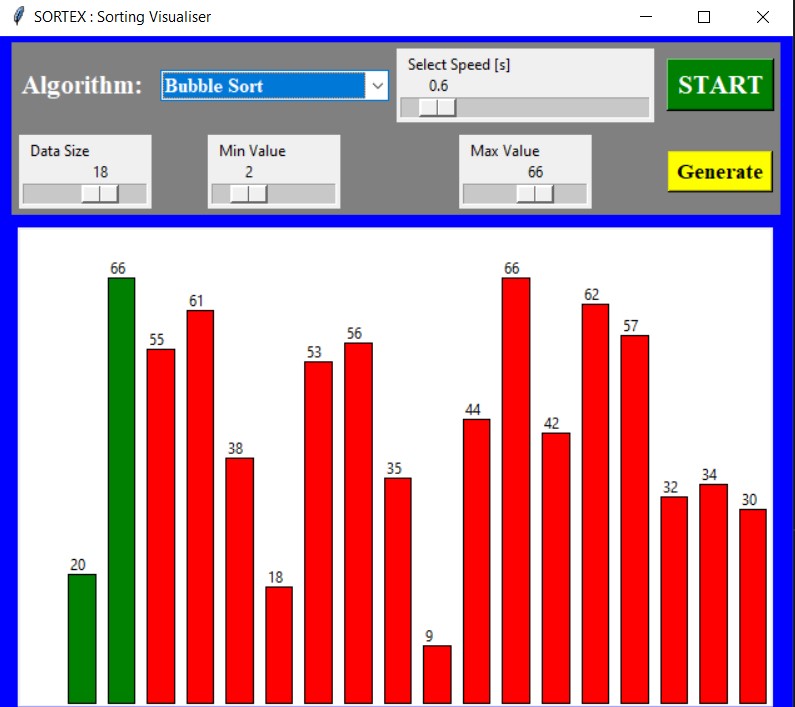 SORTEX : Sorting Visualiser
Algorithm:
Bubble Sort
Select Speed [s]
0.6
START
Data Size
18
Min Value
2
Max Value
66
Generate
20
66
55
61
38
18
53
56
35
9
44
66
42
62
57
32
34
30